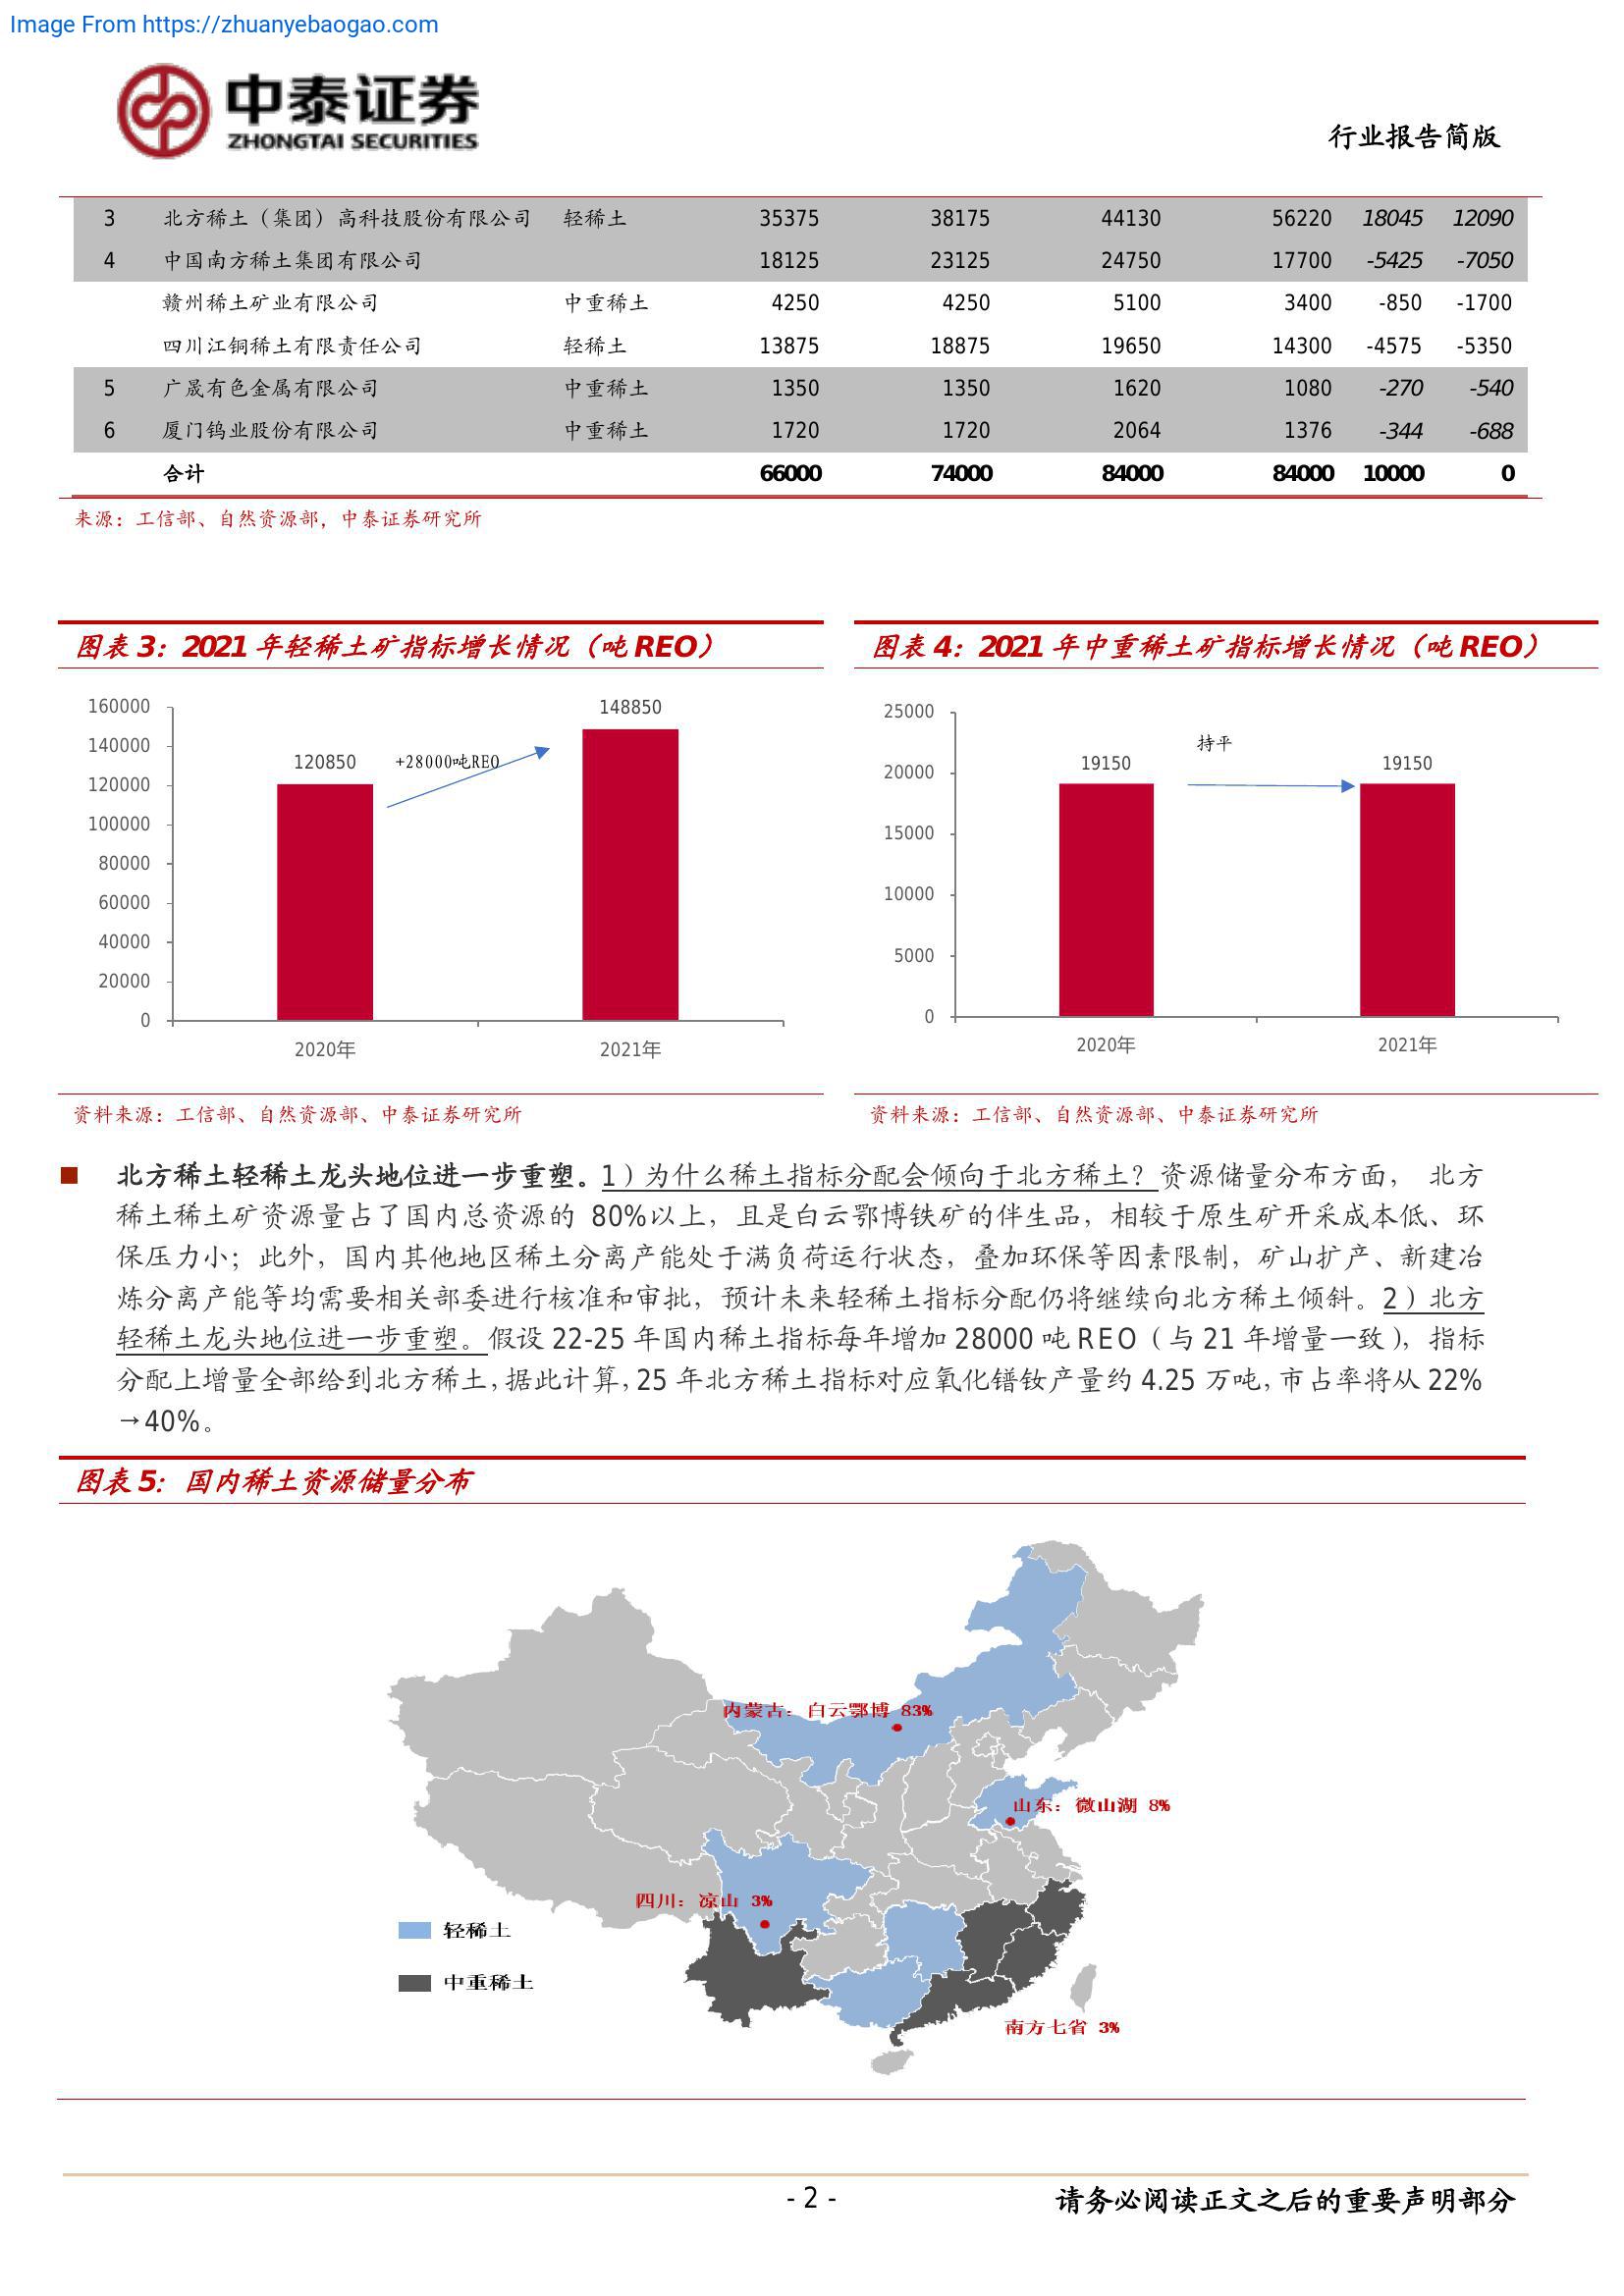 Image From https://zhuanyebaogao.com
中泰证券
ZHONGTAI SECURITIES
行业报告简版
3 北方稀土（集团）高科技股份有限公司 轻稀土 35375 38175 44130 56220 18045 12090
4 中国南方稀土集团有限公司 18125 23125 24750 17700 -5425 -7050
赣州稀土矿业有限公司 中重稀土 4250 4250 5100 3400 -850 -1700
四川江铜稀土有限责任公司 轻稀土 13875 18875 19650 14300 -4575 -5350
5 广晟有色金属有限公司 中重稀土 1350 1350 1620 1080 -270 -540
6 厦门钨业股份有限公司 中重稀土 1720 1720 2064 1376 -344 -688
合计 66000 74000 84000 84000 10000 0
来源：工信部、自然资源部，中泰证券研究所
图表 3：2021 年轻稀土矿指标增长情况（吨 REO）
160000
140000
120000
100000
80000
60000
40000
20000
0
120850
+28000吨REO
148850
2020年
2021年
资料来源：工信部、自然资源部、中泰证券研究所
图表 4：2021 年中重稀土矿指标增长情况（吨 REO）
25000
20000
15000
10000
5000
0
19150
持平
19150
2020年
2021年
资料来源：工信部、自然资源部、中泰证券研究所
北方稀土轻稀土龙头地位进一步重塑。1）为什么稀土指标分配会倾向于北方稀土？资源储量分布方面， 北方
稀土稀土矿资源量占了国内总资源的 80%以上，且是白云鄂博铁矿的伴生品，相较于原生矿开采成本低、环
保压力小；此外，国内其他地区稀土分离产能处于满负荷运行状态，叠加环保等因素限制，矿山扩产、新建冶
炼分离产能等均需要相关部委进行核准和审批，预计未来轻稀土指标分配仍将继续向北方稀土倾斜。2）北方
轻稀土龙头地位进一步重塑。假设 22-25 年国内稀土指标每年增加 28000 吨 REO（与 21 年增量一致），指标
分配上增量全部给到北方稀土，据此计算，25 年北方稀土指标对应氧化镨钕产量约 4.25 万吨，市占率将从 22%
→40%。
图表 5：国内稀土资源储量分布
内蒙古：白云鄂博 83%
山东：微山湖 8%
四川：凉山 3%
轻稀土
中重稀土
南方七省 3%
- 2 -
请务必阅读正文之后的重要声明部分